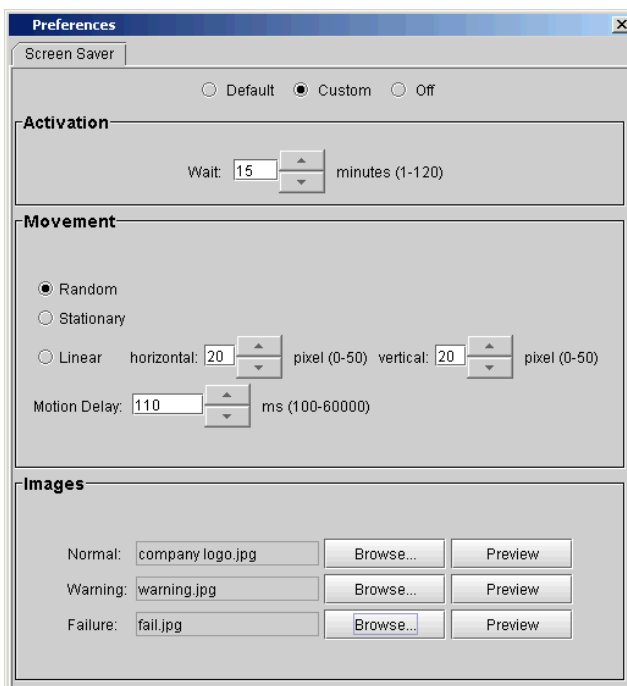 Preferences
Screen Saver
Default Custom Off
Activation
Wait: 15 minutes (1-120)
Movement
Random
Stationary
Linear horizontal: 20 pixel (0-50) vertical: 20 pixel (0-50)
Motion Delay: 110 ms (100-60000)
Images
Normal: company logo.jpg Browse... Preview
Warning: warning.jpg Browse... Preview
Failure: fail.jpg Browse... Preview